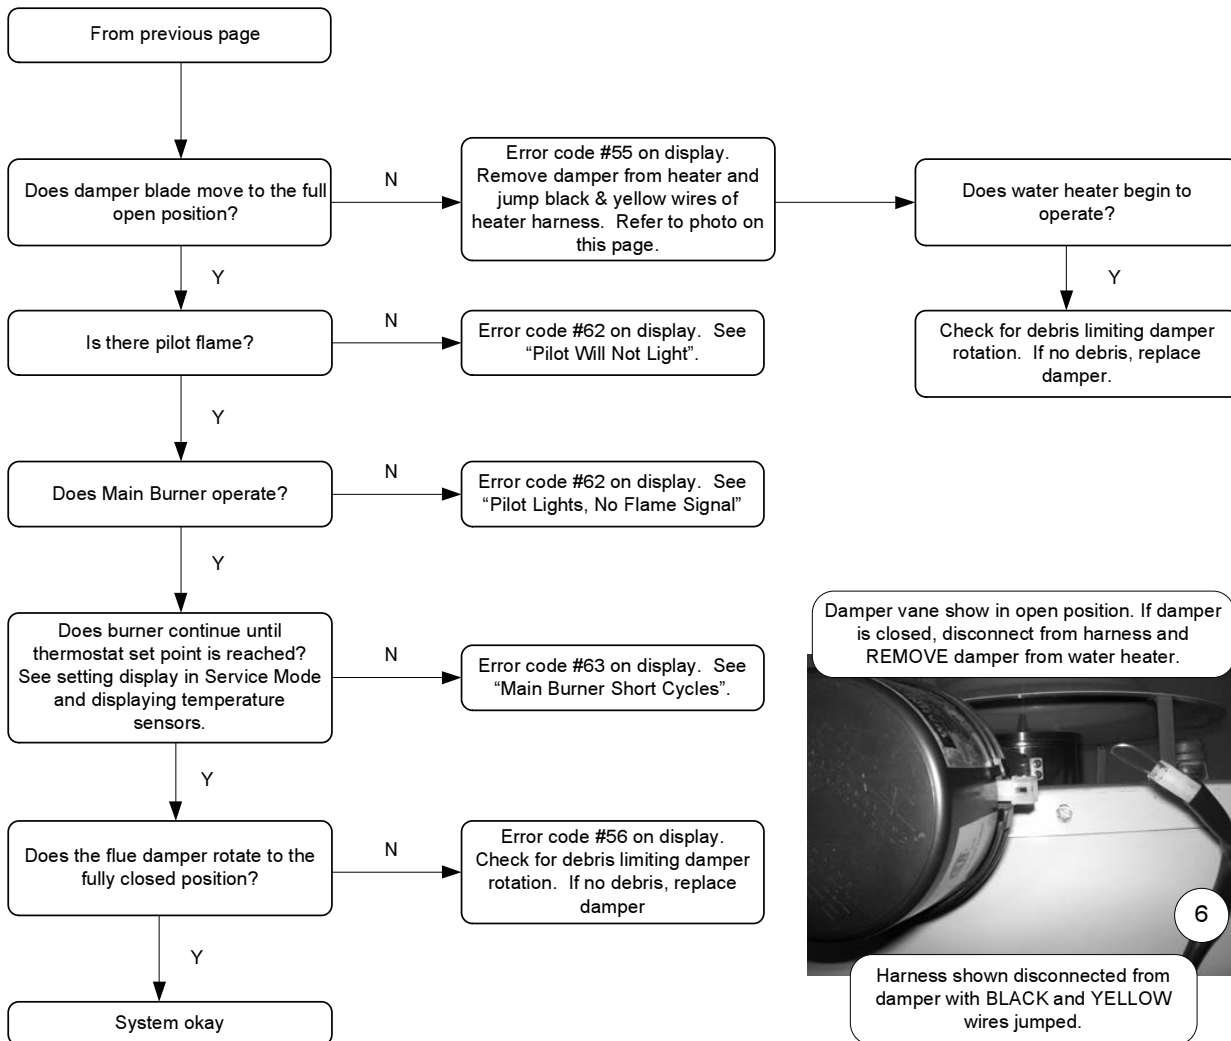 From previous page
Does damper blade move to the full
open position?
N
Error code #55 on display.
Remove damper from heater and
jump black & yellow wires of
heater harness.  Refer to photo on
this page.
Does water heater begin to
operate?
Y
Y
Is there pilot flame?
N
Error code #62 on display.  See
“Pilot Will Not Light”.
Check for debris limiting damper
rotation.  If no debris, replace
damper.
Y
Does Main Burner operate?
N
Error code #62 on display.  See
“Pilot Lights, No Flame Signal”
Y
Does burner continue until
thermostat set point is reached?
See setting display in Service Mode
and displaying temperature
sensors.
N
Error code #63 on display.  See
“Main Burner Short Cycles”.
Damper vane show in open position. If damper
is closed, disconnect from harness and
REMOVE damper from water heater.
Y
Does the flue damper rotate to the
fully closed position?
N
Error code #56 on display.
Check for debris limiting damper
rotation.  If no debris, replace
damper
6
Y
System okay
Harness shown disconnected from
damper with BLACK and YELLOW
wires jumped.